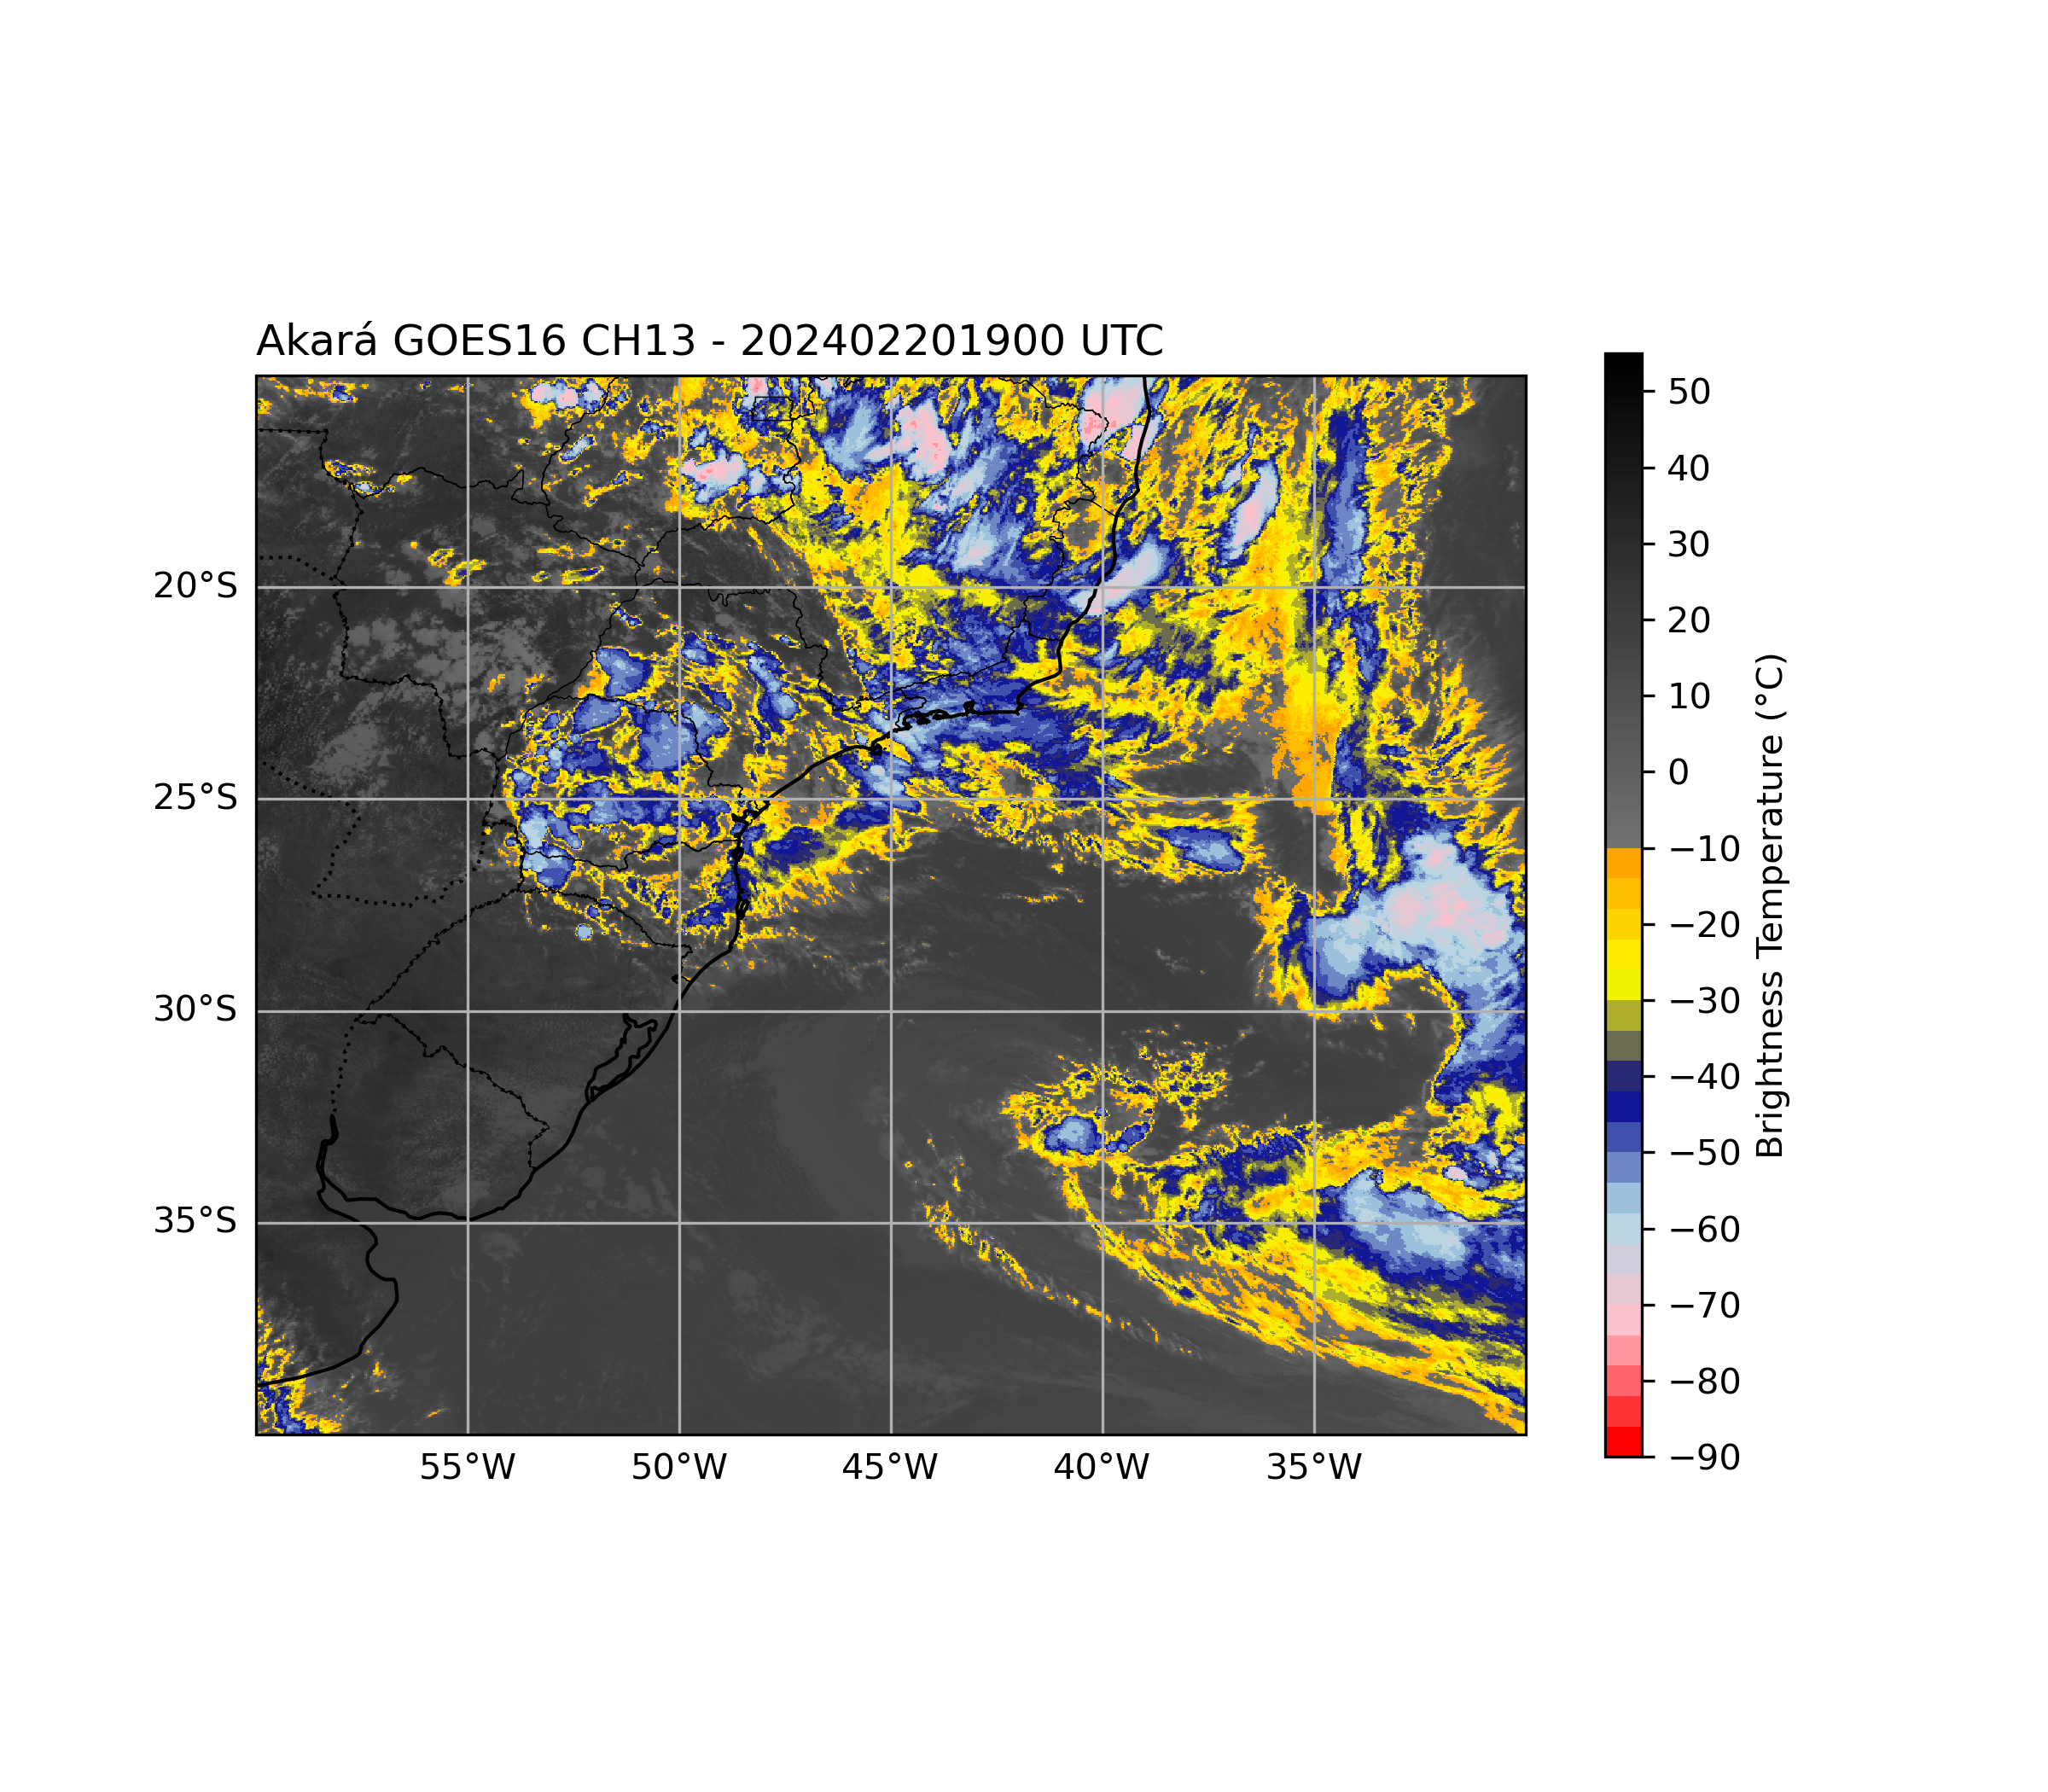 Akará GOES16 CH13 - 202402201900 UTC
20°S
25°S
30°S
35°S
55°W
50°W
45°W
40°W
35°W
50
40
30
20
10
0
−10
−20
−30
−40
−50
−60
−70
−80
−90
Brightness Temperature (°C)